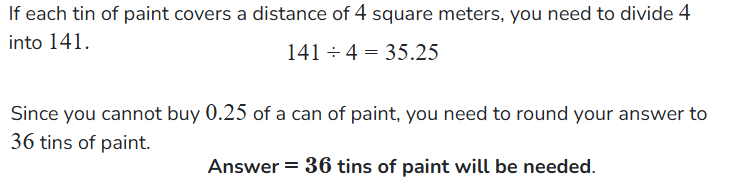 If each tin of paint covers a distance of 4 square meters, you need to divide 4
into 141.
141 ÷ 4 = 35.25
Since you cannot buy 0.25 of a can of paint, you need to round your answer to
36 tins of paint.
Answer = 36 tins of paint will be needed.